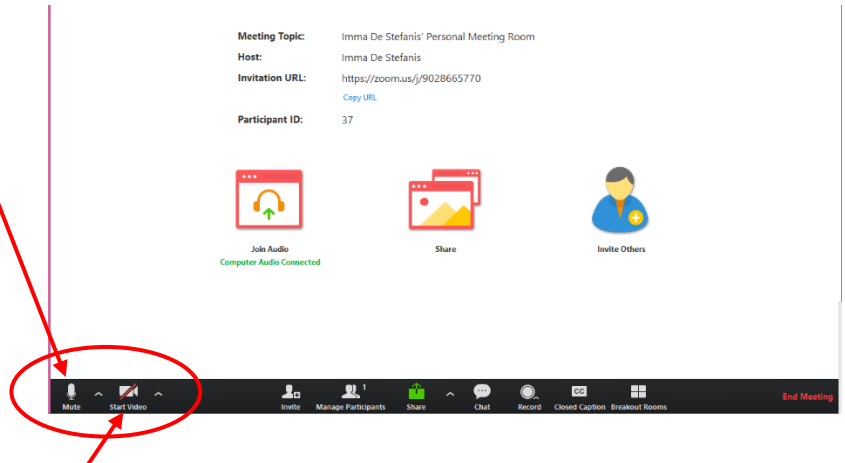 Meeting Topic: Imma De Stefanis' Personal Meeting Room
Host: Imma De Stefanis
Invitation URL: https://zoom.us/j/9028665770
Copy URL
Participant ID: 37
Join Audio Share Invite Others
Computer Audio Connected
1
CC
Mute Start Video Invite Manage Participants Share Chat Record Closed Caption Breakout Rooms End Meeting